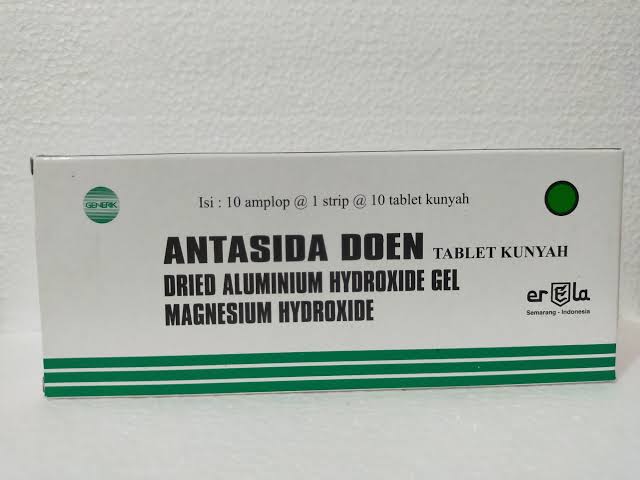 Isi : 10 amplop @ 1 strip @ 10 tablet kunyah
GENERIK
ANTASIDA DOEN TABLET KUNYAH
DRIED ALUMINIUM HYDROXIDE GEL
MAGNESIUM HYDROXIDE
erela
Semarang - Indonesia